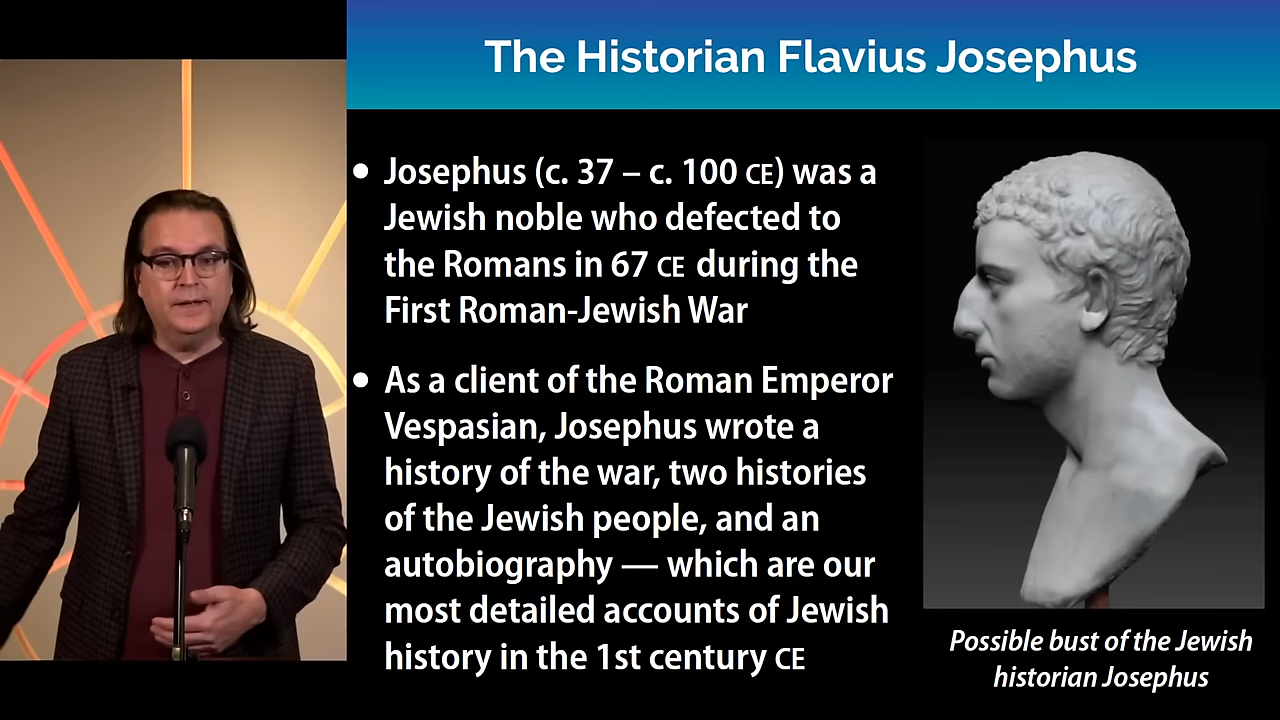 The Historian Flavius Josephus
• Josephus (c. 37 – c. 100 CE) was a
Jewish noble who defected to
the Romans in 67 CE during the
First Roman-Jewish War
• As a client of the Roman Emperor
Vespasian, Josephus wrote a
history of the war, two histories
of the Jewish people, and an
autobiography — which are our
most detailed accounts of Jewish
history in the 1st century CE
Possible bust of the Jewish
historian Josephus